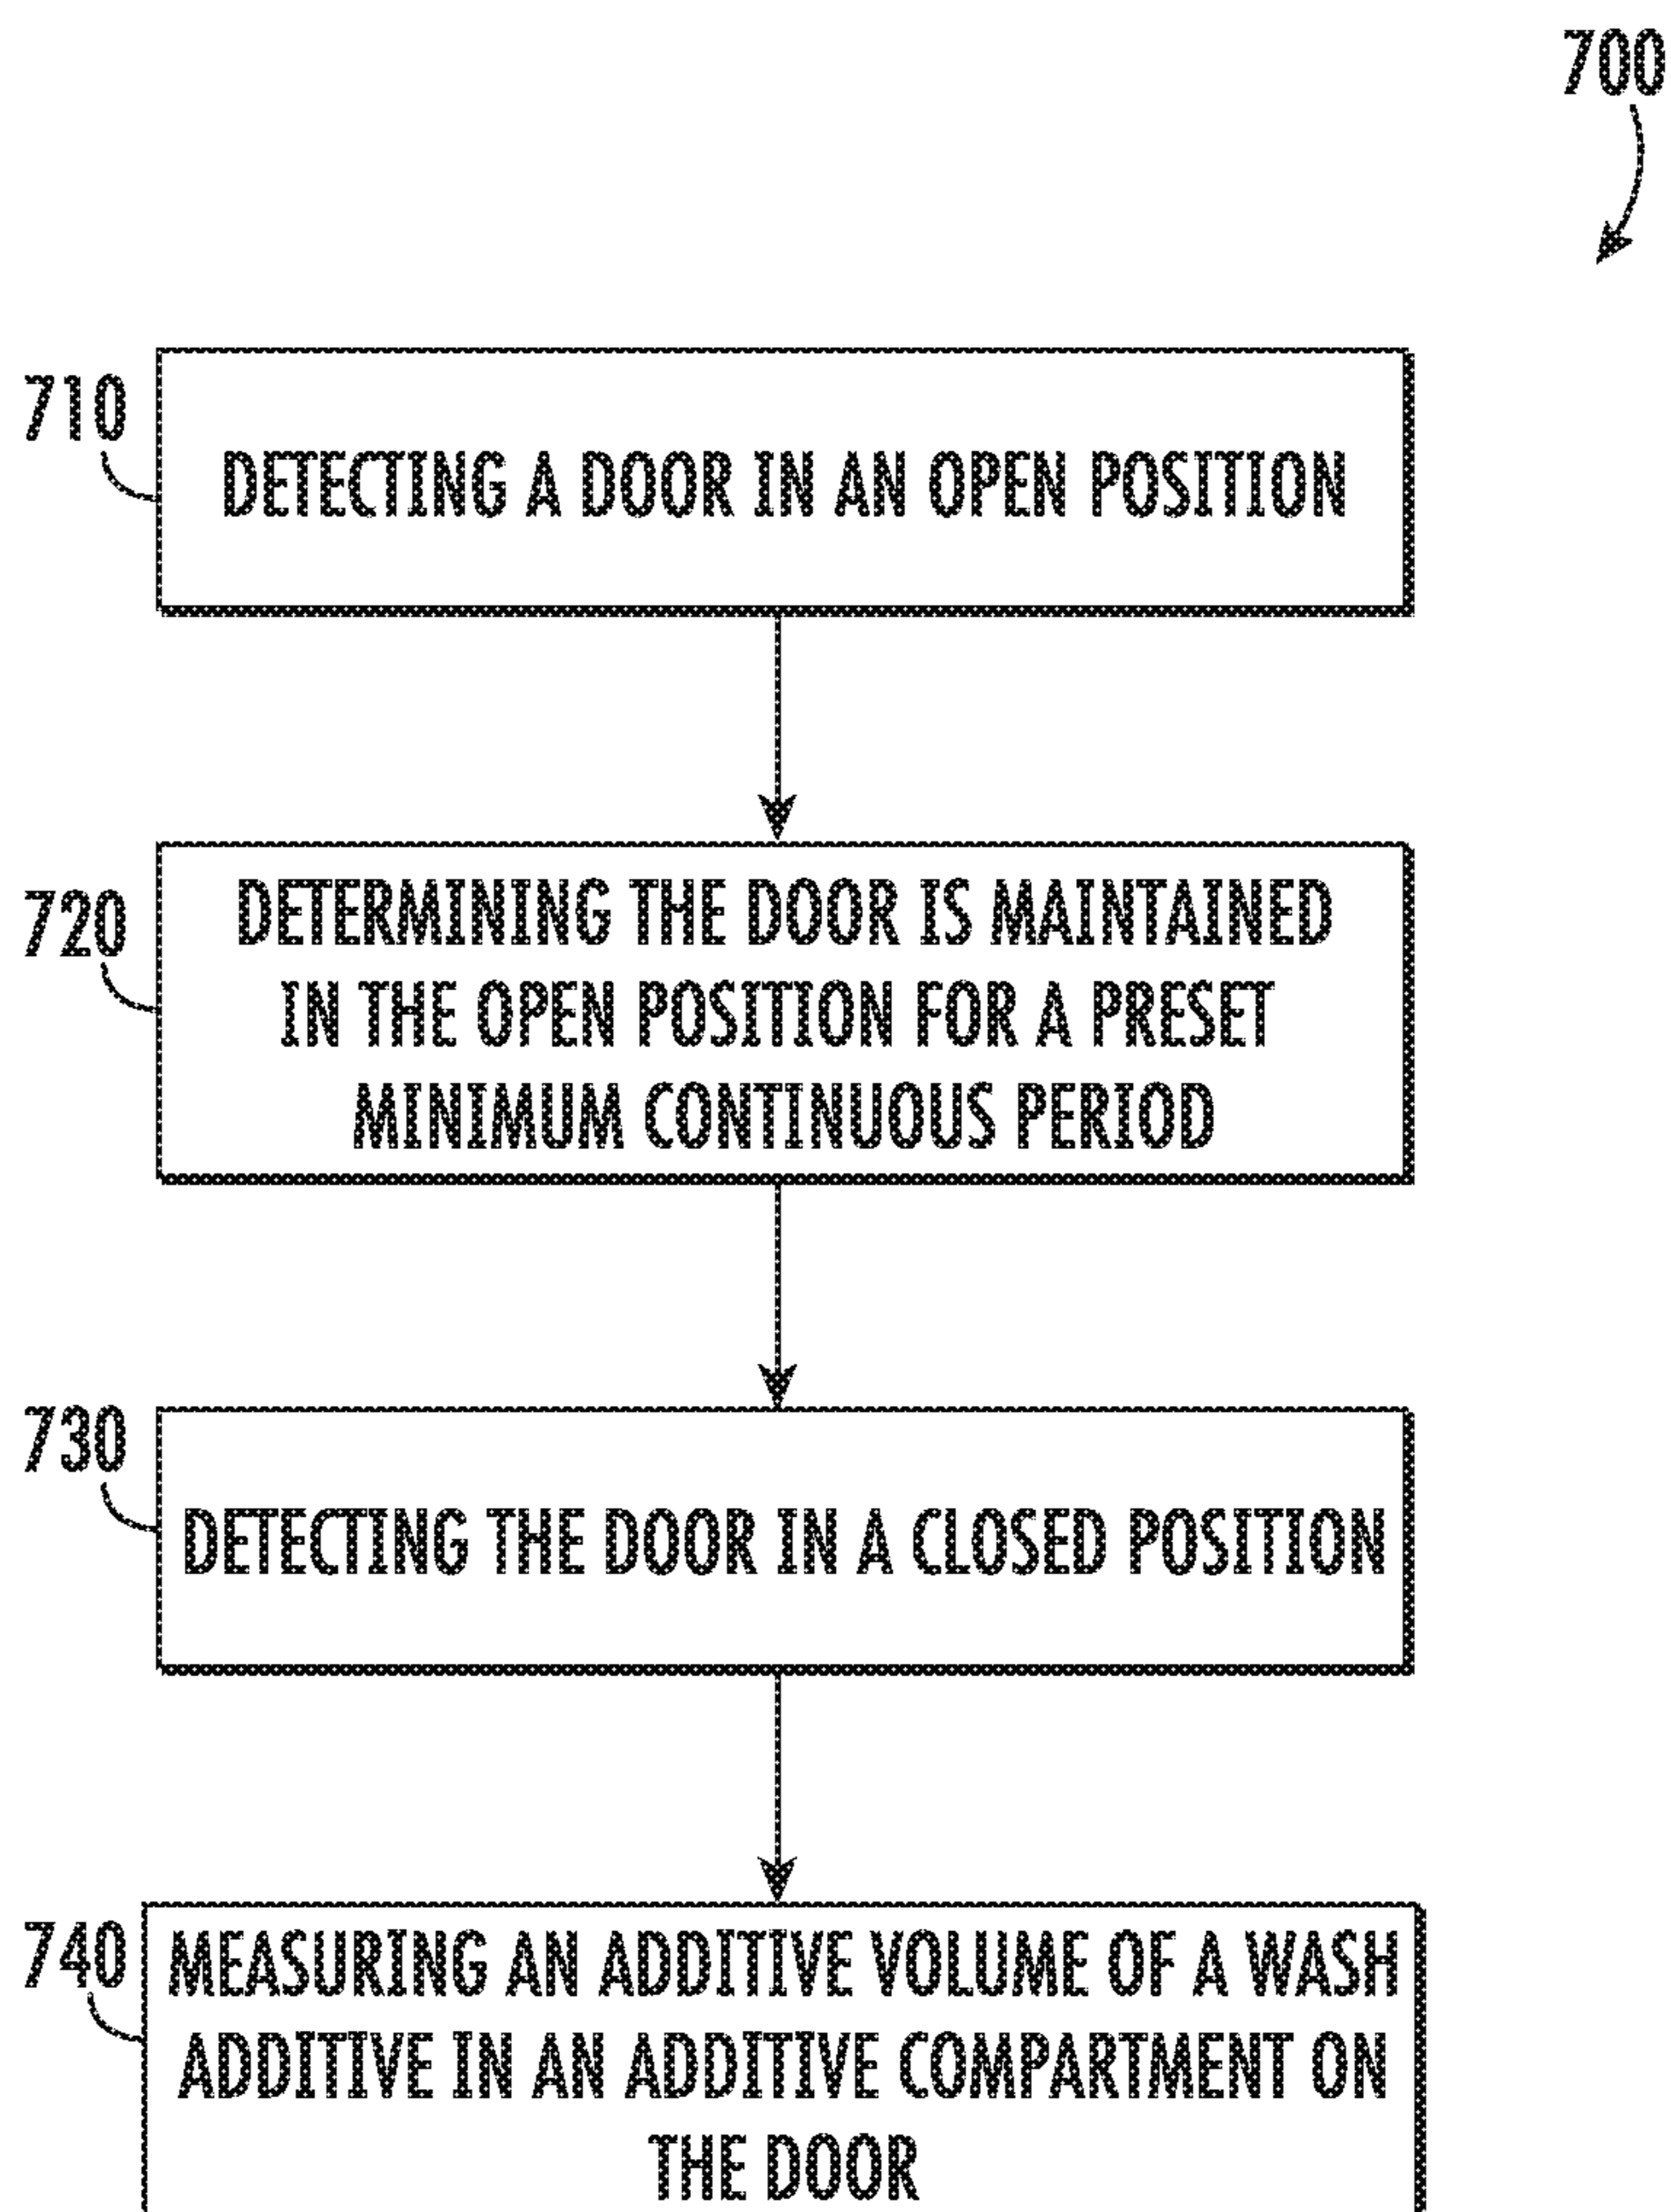 700
710
DETECTING A DOOR IN AN OPEN POSITION
720
DETERMINING THE DOOR IS MAINTAINED
IN THE OPEN POSITION FOR A PRESET
MINIMUM CONTINUOUS PERIOD
730
DETECTING THE DOOR IN A CLOSED POSITION
740
MEASURING AN ADDITIVE VOLUME OF A WASH
ADDITIVE IN AN ADDITIVE COMPARTMENT ON
THE DOOR